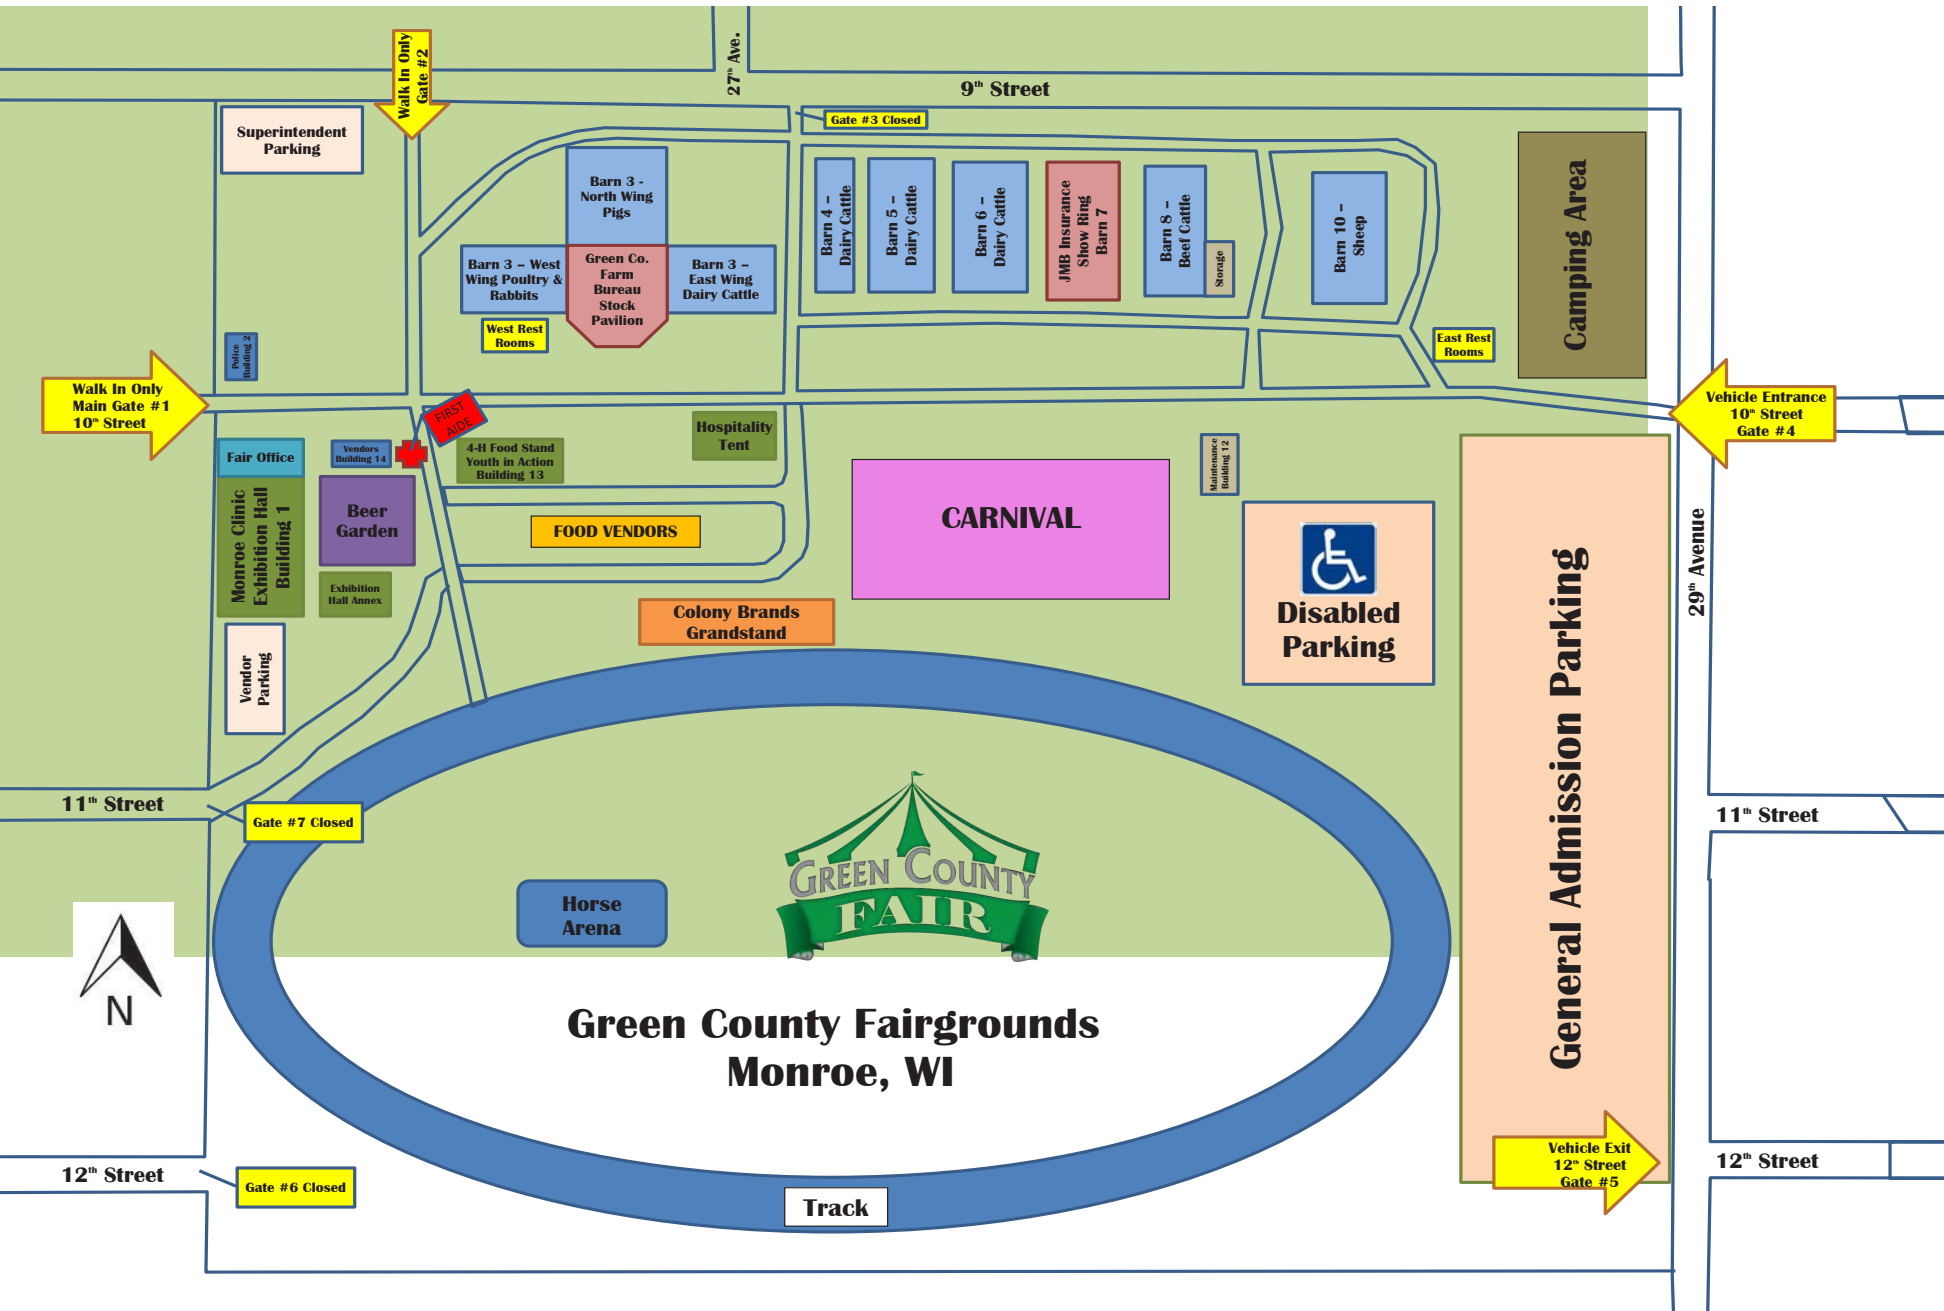 Walk In Only
Gate #2
27th Ave.
9th Street
Gate #3 Closed
Superintendent
Parking
Barn 3 -
North Wing
Pigs
Barn 3 – West
Wing Poultry &
Rabbits
Green Co.
Farm
Bureau
Stock
Pavilion
Barn 3 –
East Wing
Dairy Cattle
Barn 4 –
Dairy Cattle
Barn 5 –
Dairy Cattle
Barn 6 –
Dairy Cattle
JMB Insurance
Show Ring
Barn 7
Barn 8 –
Beef Cattle
Storage
Barn 10 –
Sheep
Camping Area
West Rest
Rooms
East Rest
Rooms
Police
Building 2
Walk In Only
Main Gate #1
10th Street
Vehicle Entrance
10th Street
Gate #4
FIRST
AIDE
Fair Office
Vendors
Building 14
4-H Food Stand
Youth in Action
Building 13
Hospitality
Tent
Maintenance
Building 12
Monroe Clinic
Exhibition Hall
Building 1
Beer
Garden
FOOD VENDORS
CARNIVAL
Exhibition
Hall Annex
Colony Brands
Grandstand
Disabled
Parking
General Admission Parking
29th Avenue
Vendor
Parking
11th Street
Gate #7 Closed
11th Street
Horse
Arena
GREEN COUNTY
FAIR
N
Green County Fairgrounds
Monroe, WI
12th Street
Gate #6 Closed
Track
Vehicle Exit
12th Street
Gate #5
12th Street